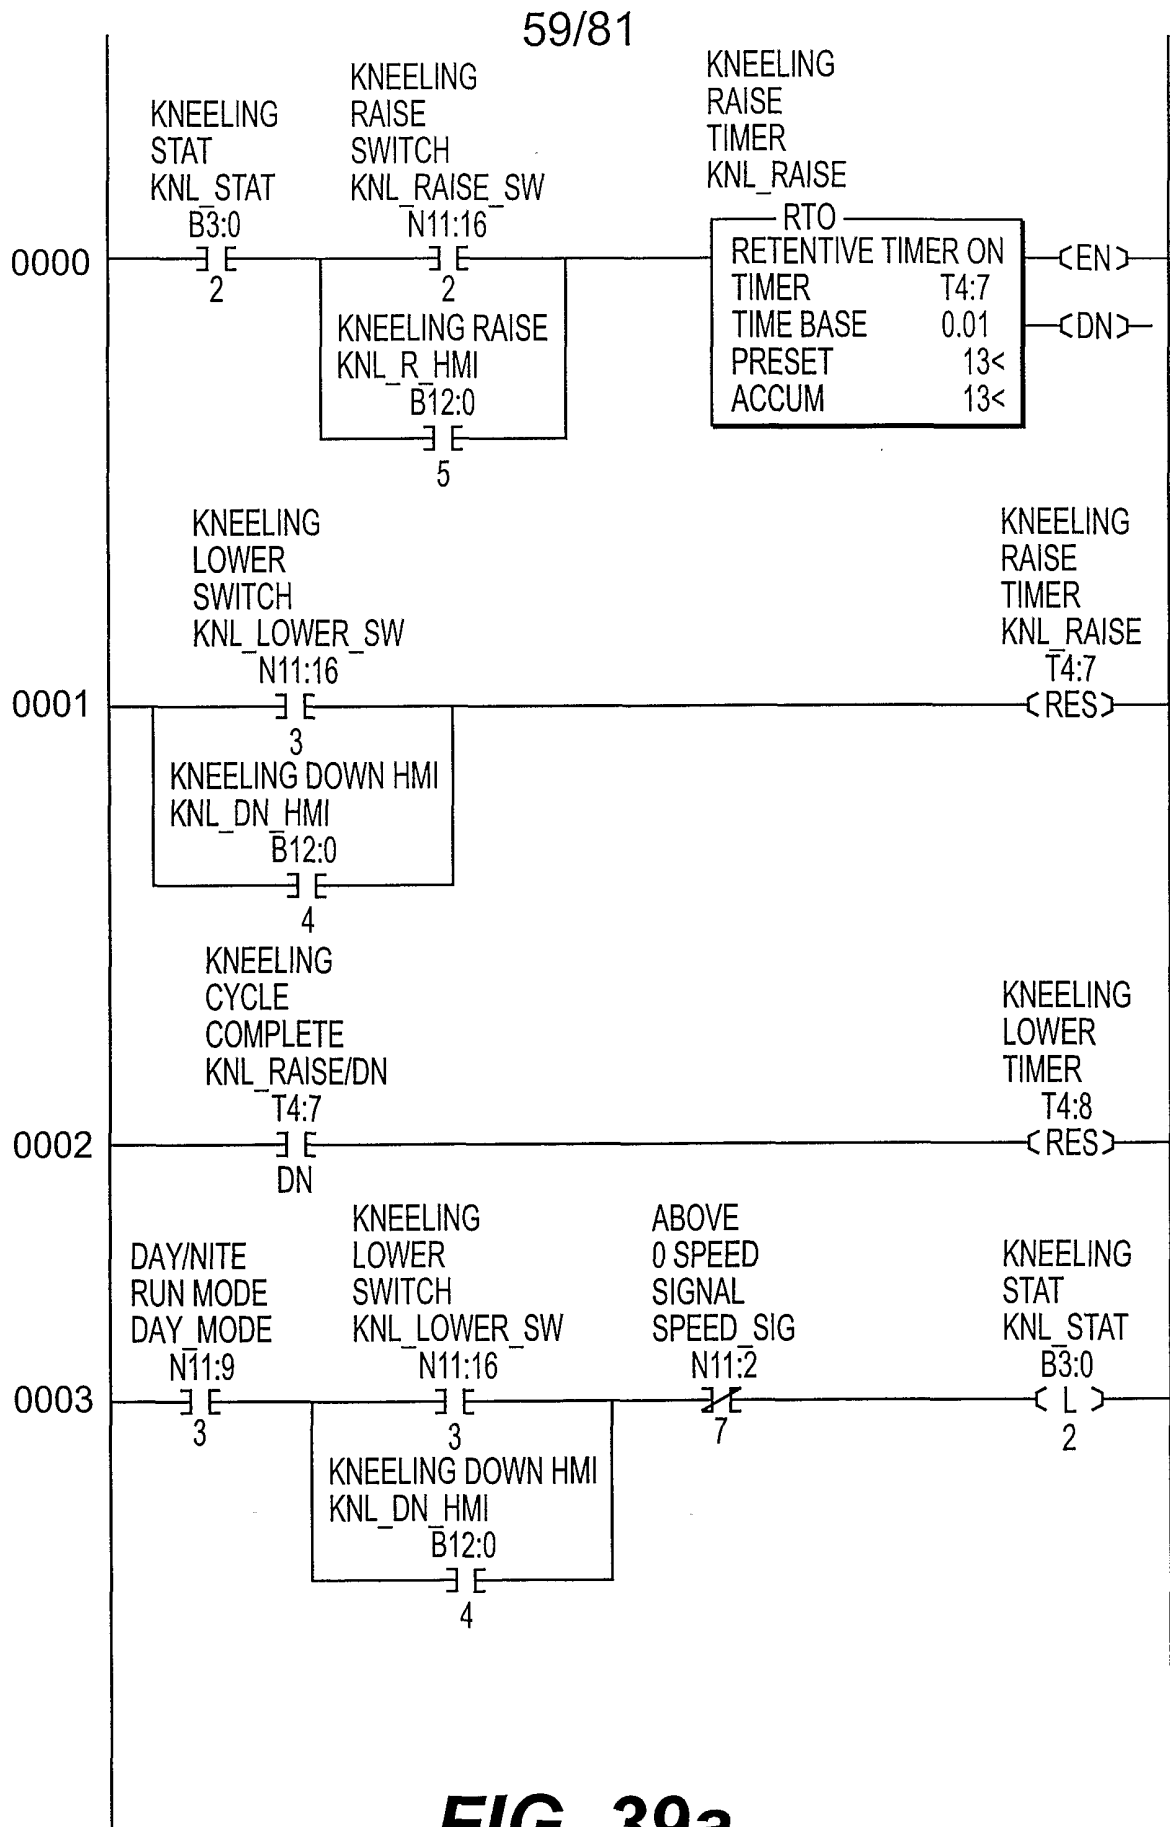 59/81
KNEELING
STAT
KNL_STAT
B3:0
2
KNEELING
RAISE
SWITCH
KNL_RAISE_SW
N11:16
2
KNEELING RAISE
KNL_R_HMI
B12:0
5
KNEELING
RAISE
TIMER
KNL_RAISE
RTO
RETENTIVE TIMER ON
TIMER T4:7
TIME BASE 0.01
PRESET 13<
ACCUM 13<
EN
DN
0000
KNEELING
LOWER
SWITCH
KNL_LOWER_SW
N11:16
3
KNEELING DOWN HMI
KNL_DN_HMI
B12:0
4
KNEELING
RAISE
TIMER
KNL_RAISE
T4:7
RES
0001
KNEELING
CYCLE
COMPLETE
KNL_RAISE/DN
T4:7
DN
KNEELING
LOWER
TIMER
T4:8
RES
0002
DAY/NITE
RUN MODE
DAY_MODE
N11:9
3
KNEELING
LOWER
SWITCH
KNL_LOWER_SW
N11:16
3
KNEELING DOWN HMI
KNL_DN_HMI
B12:0
4
ABOVE
0 SPEED
SIGNAL
SPEED_SIG
N11:2
7
KNEELING
STAT
KNL_STAT
B3:0
L
2
0003
FIG. 39a